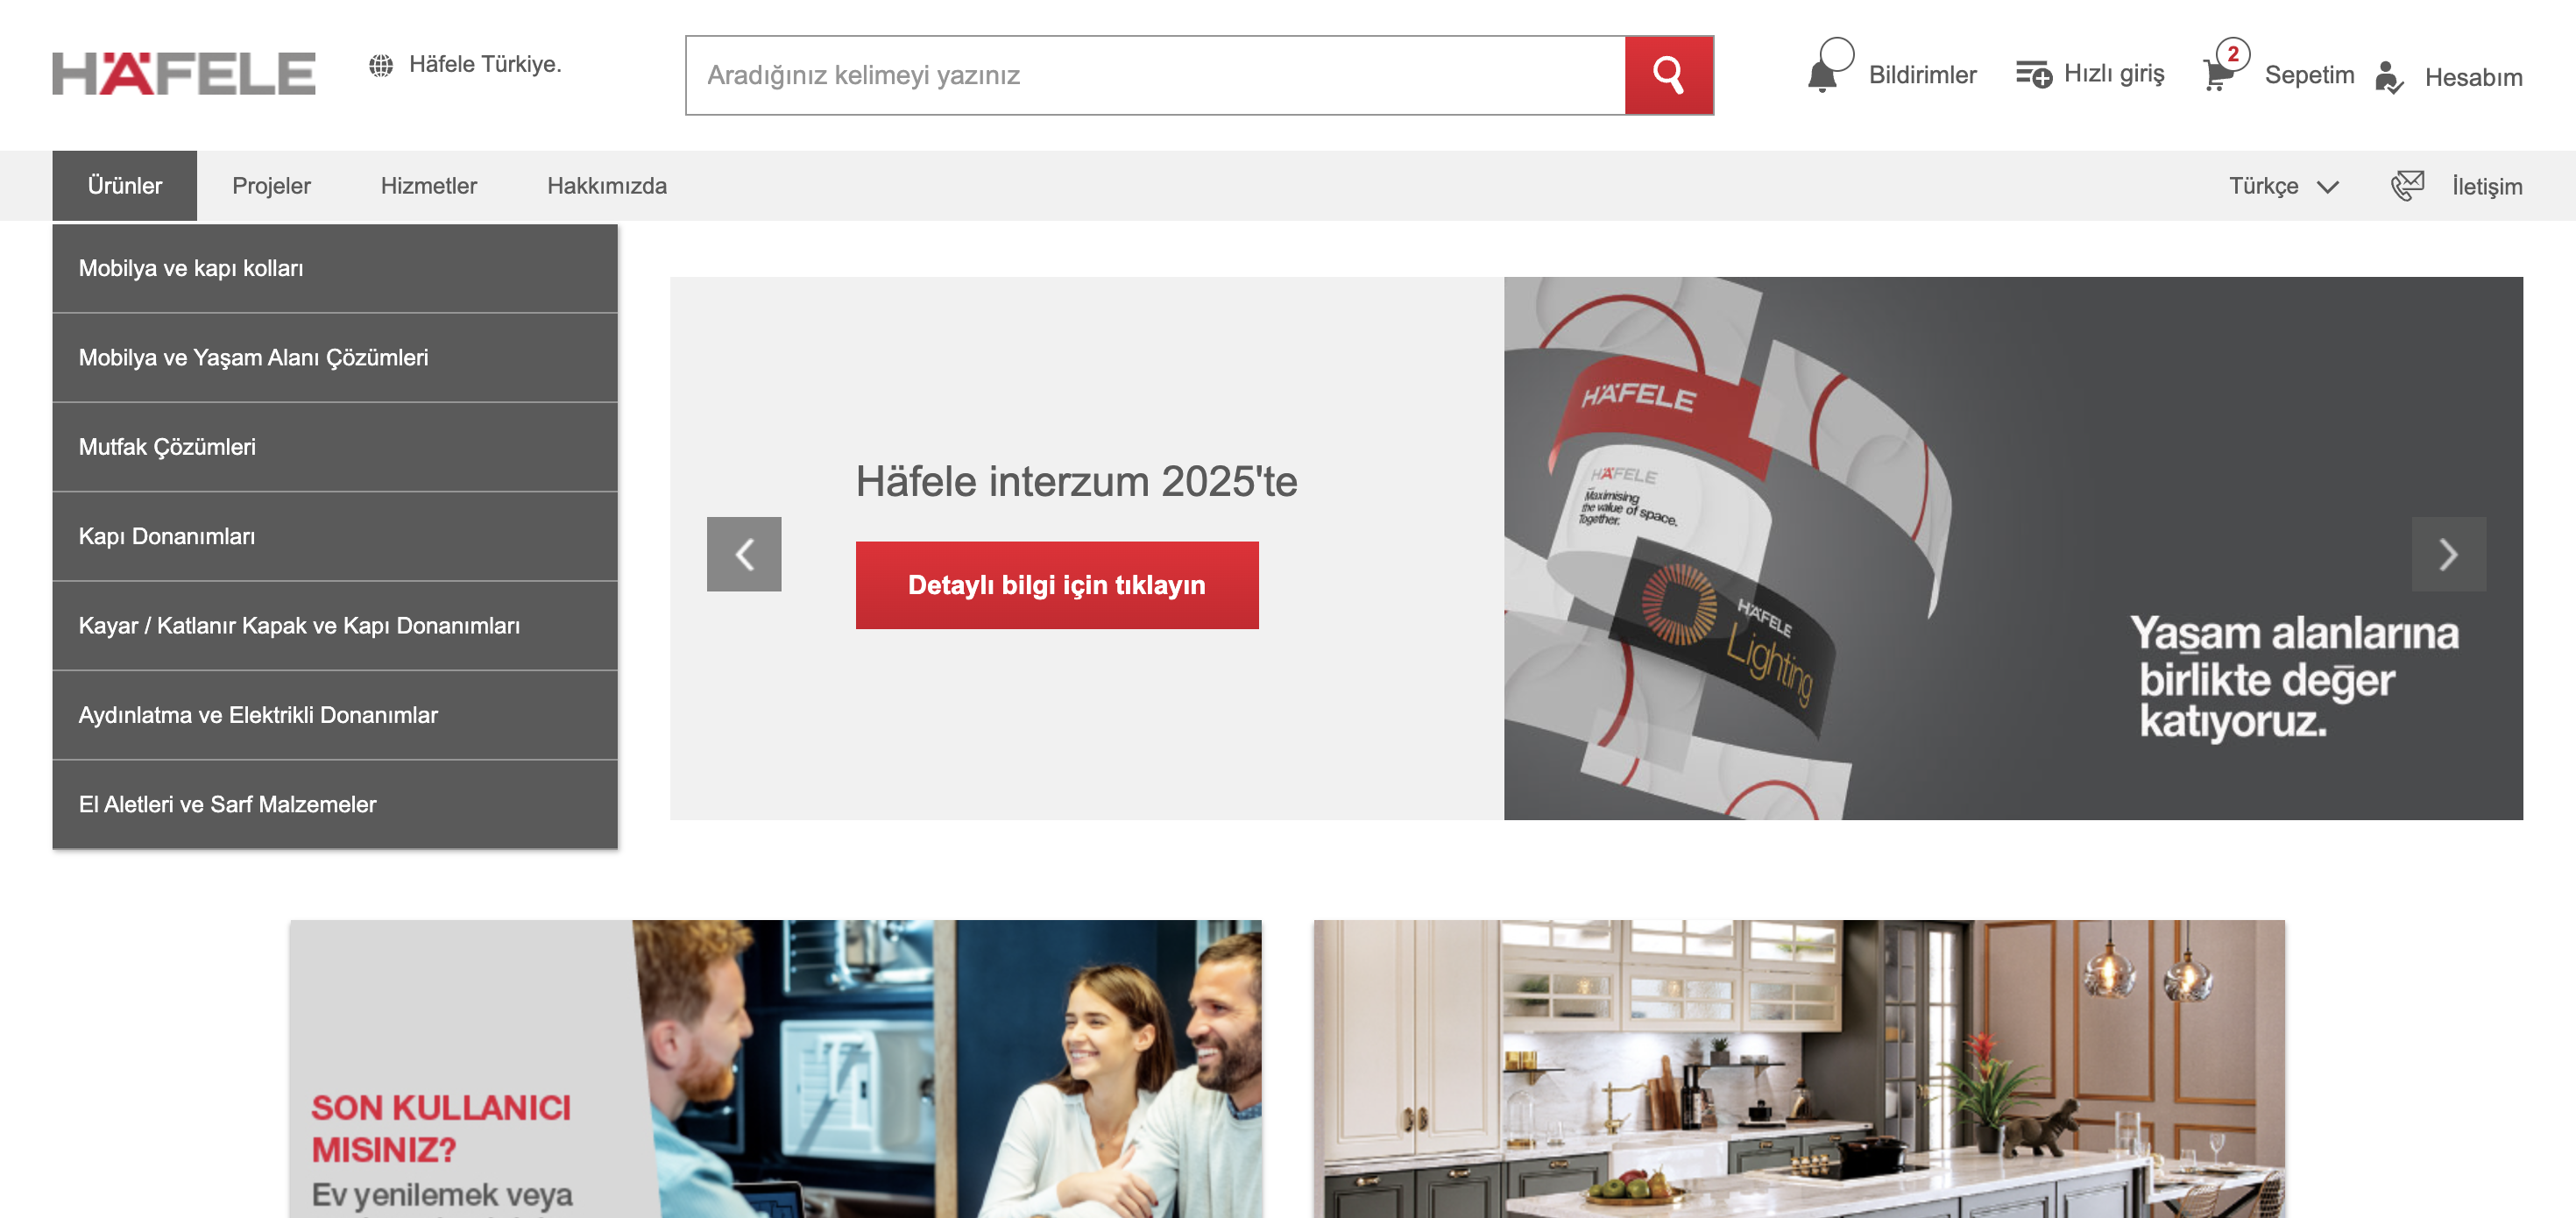 HÄFELE
Häfele Türkiye.
Aradığınız kelimeyi yazınız
Bildirimler
Hızlı giriş
2
Sepetim
Hesabım
Ürünler
Projeler
Hizmetler
Hakkımızda
Türkçe
İletişim
Mobilya ve kapı kolları
Mobilya ve Yaşam Alanı Çözümleri
Mutfak Çözümleri
Kapı Donanımları
Kayar / Katlanır Kapak ve Kapı Donanımları
Aydınlatma ve Elektrikli Donanımlar
El Aletleri ve Sarf Malzemeler
Häfele interzum 2025'te
Detaylı bilgi için tıklayın
HÄFELE
HÄFELE
Maximising
the value of space.
Together.
HÄFELE
Lighting
Yaşam alanlarına
birlikte değer
katıyoruz.
SON KULLANICI
MISINIZ?
Ev yenilemek veya